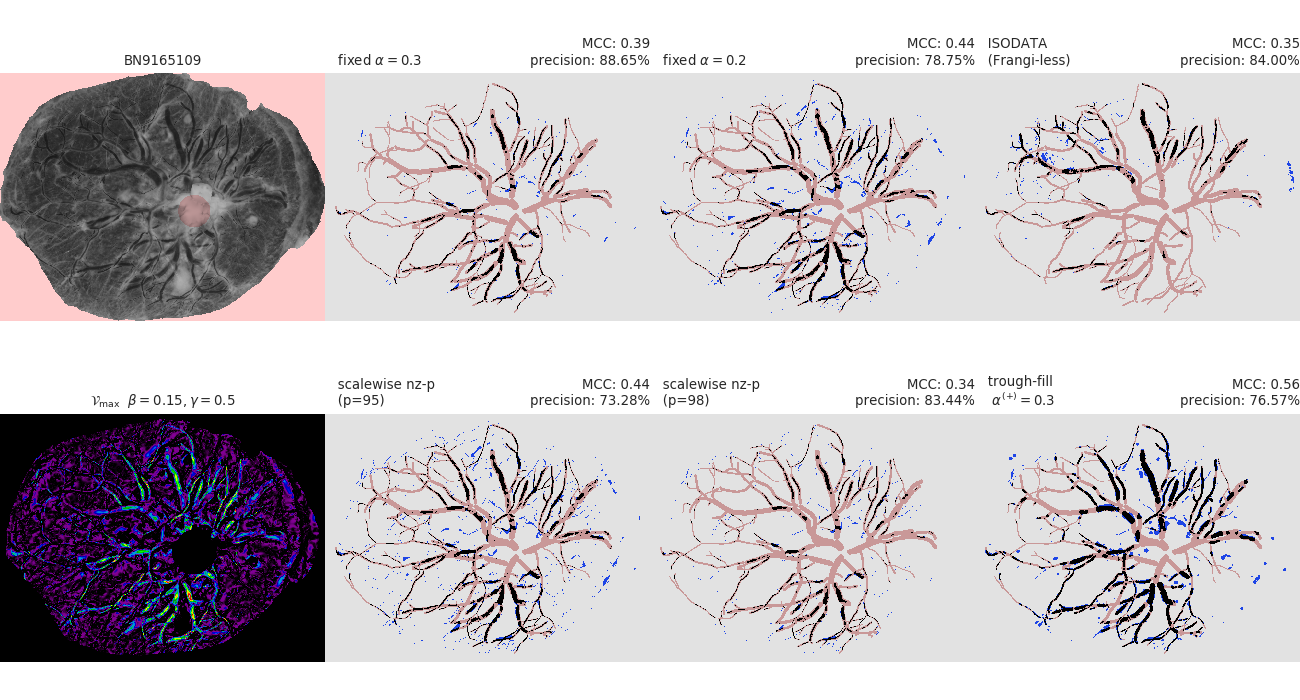 BN9165109
fixed α = 0.3
MCC: 0.39
precision: 88.65%
fixed α = 0.2
MCC: 0.44
precision: 78.75%
ISODATA
(Frangi-less)
MCC: 0.35
precision: 84.00%
𝒱max β = 0.15, γ = 0.5
scalewise nz-p
(p=95)
MCC: 0.44
precision: 73.28%
scalewise nz-p
(p=98)
MCC: 0.34
precision: 83.44%
trough-fill
α(+) = 0.3
MCC: 0.56
precision: 76.57%